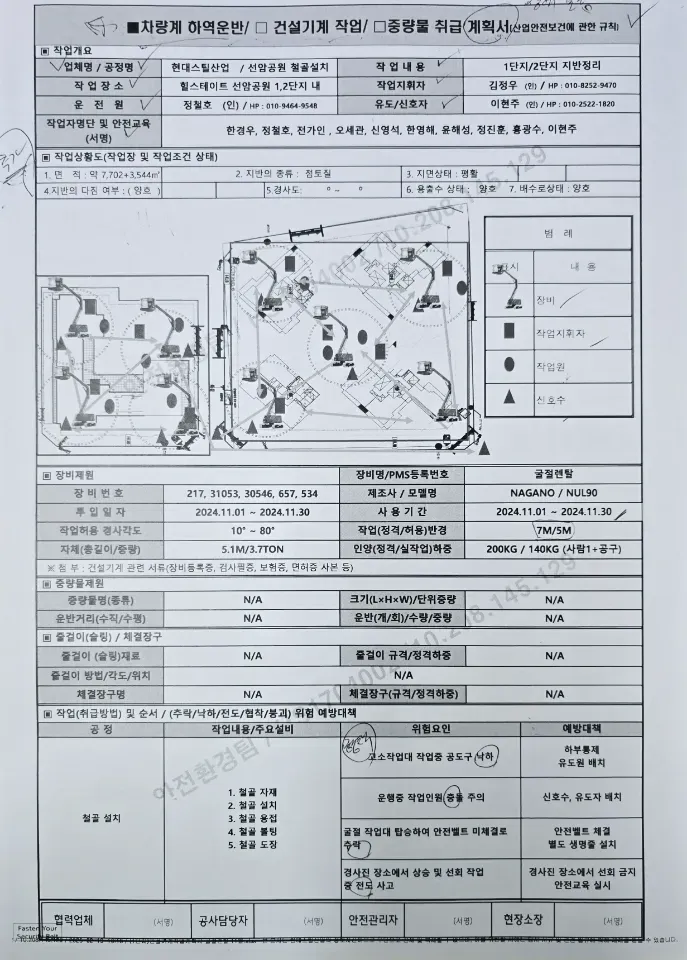 ■차량계 하역운반/ □ 건설기계 작업/ □중량물 취급 계획서(산업안전보건에 관한 규칙)
▣ 작업개요
업체명 / 공정명 현대스틸산업 / 선암공원 철골설치 작 업 내 용 1단지/2단지 지반정리
작 업 장 소 힐스테이트 선암공원 1,2단지 내 작업지휘자 김정우 (인) / HP : 010-8252-9470
운 전 원 정철호 (인) / HP : 010-9464-9548 유도/신호자 이현주 (인) / HP : 010-2522-1820
작업자명단 및 안전교육
(서명)
한경우, 정철호, 전가인 , 오세관, 신영석, 한영해, 윤해성, 정진훈, 홍광수, 이현주
▣ 작업상황도(작업장 및 작업조건 상태)
1. 면 적 : 약 7,702+3,544㎡ 2. 지반의 종류 : 점토질 3. 지면상태 : 평활
4.지반의 다진 여부 : ( 양호 ) 5.경사도: ° ~ ° 6. 용출수 상태 : 양호 7. 배수로상태 : 양호
범 례
표시 내 용
장비
작업지휘자
작업원
신호수
▣ 장비제원 장비명/PMS등록번호 굴절렌탈
장 비 번 호 217, 31053, 30546, 657, 534 제조사 / 모델명 NAGANO / NUL90
투 입 일 자 2024.11.01 ~ 2024.11.30 사 용 기 간 2024.11.01 ~ 2024.11.30
작업허용 경사각도 10° ~ 80° 작업(정격/허용)반경 7M/5M
자체(총길이/중량) 5.1M/3.7TON 인양(정격/실작업)하중 200KG / 140KG (사람1+공구)
※ 첨 부 : 건설기계 관련 서류(장비등록증, 검사필증, 보험증, 면허증 사본 등)
▣ 중량물제원
중량물명(종류) N/A 크기(L×H×W)/단위중량 N/A
운반거리(수직/수평) N/A 운반(개/회)/수량/중량 N/A
▣ 줄걸이(슬링) / 체결장구
줄걸이 (슬링)재료 N/A 줄걸이 규격/정격하중 N/A
줄걸이 방법/각도/위치 N/A
체결장구명 N/A 체결장구(규격/정격하중) N/A
▣ 작업(취급방법) 및 순서 / (추락/낙하/전도/협착/붕괴) 위험 예방대책
공 정 작업내용/주요설비 위험요인 예방대책
철골 설치
1. 철골 자재
2. 철골 설치
3. 철골 용접
4. 철골 볼팅
5. 철골 도장
고소작업대 작업중 공도구 낙하
하부통제
유도원 배치
운행중 작업인원 충돌 주의
신호수, 유도자 배치
굴절 작업대 탑승하여 안전벨트 미체결로
추락
안전벨트 체결
별도 생명줄 설치
경사진 장소에서 상승 및 선회 작업
중 전도 사고
경사진 장소에서 선회 금지
안전교육 실시
협력업체 (서명) 공사담당자 (서명) 안전관리자 (서명) 현장소장 (서명)
Fasten Your
Security Belt